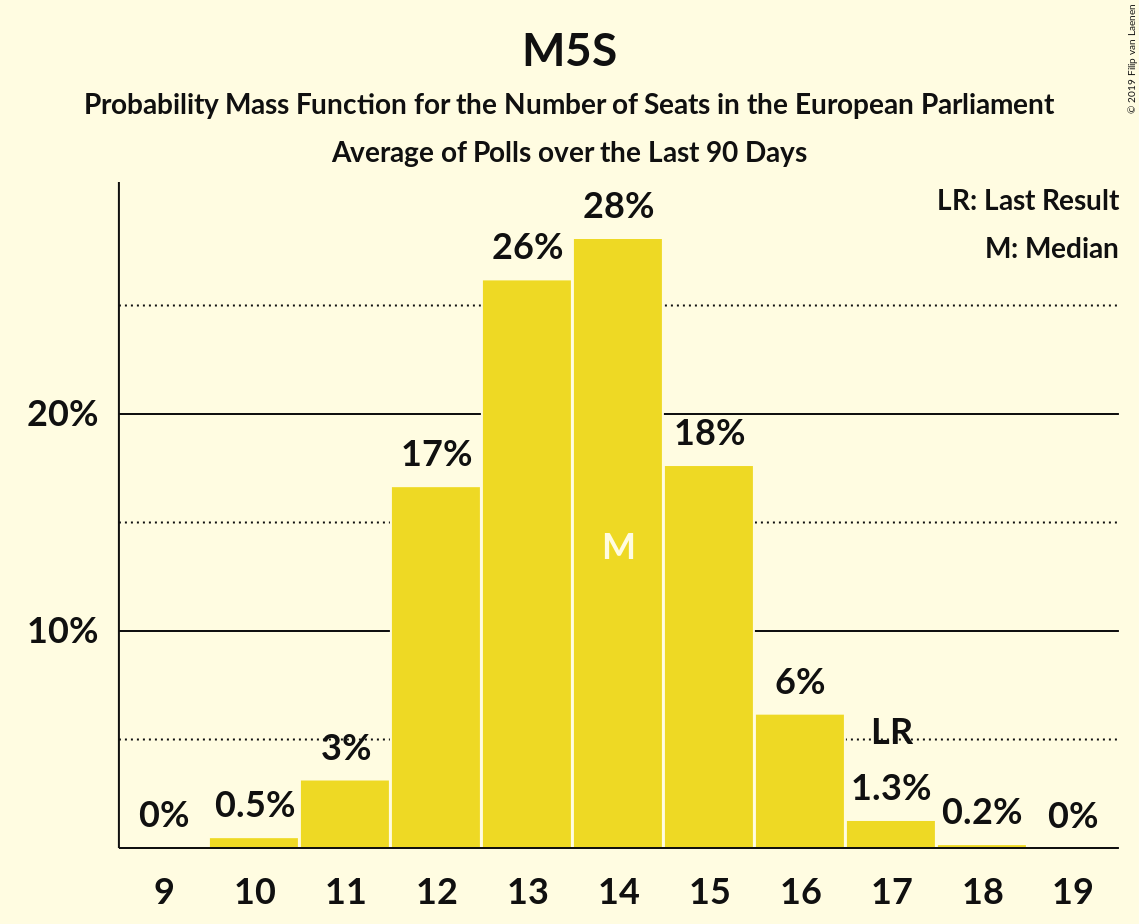 M5S
Probability Mass Function for the Number of Seats in the European Parliament
Average of Polls over the Last 90 Days
© 2019 Filip van Laenen
LR: Last Result
M: Median
28%
26%
20%
18%
17%
M
10%
6%
LR
3%
1.3%
0.5%
0.2%
0%
0%
9 10 11 12 13 14 15 16 17 18 19